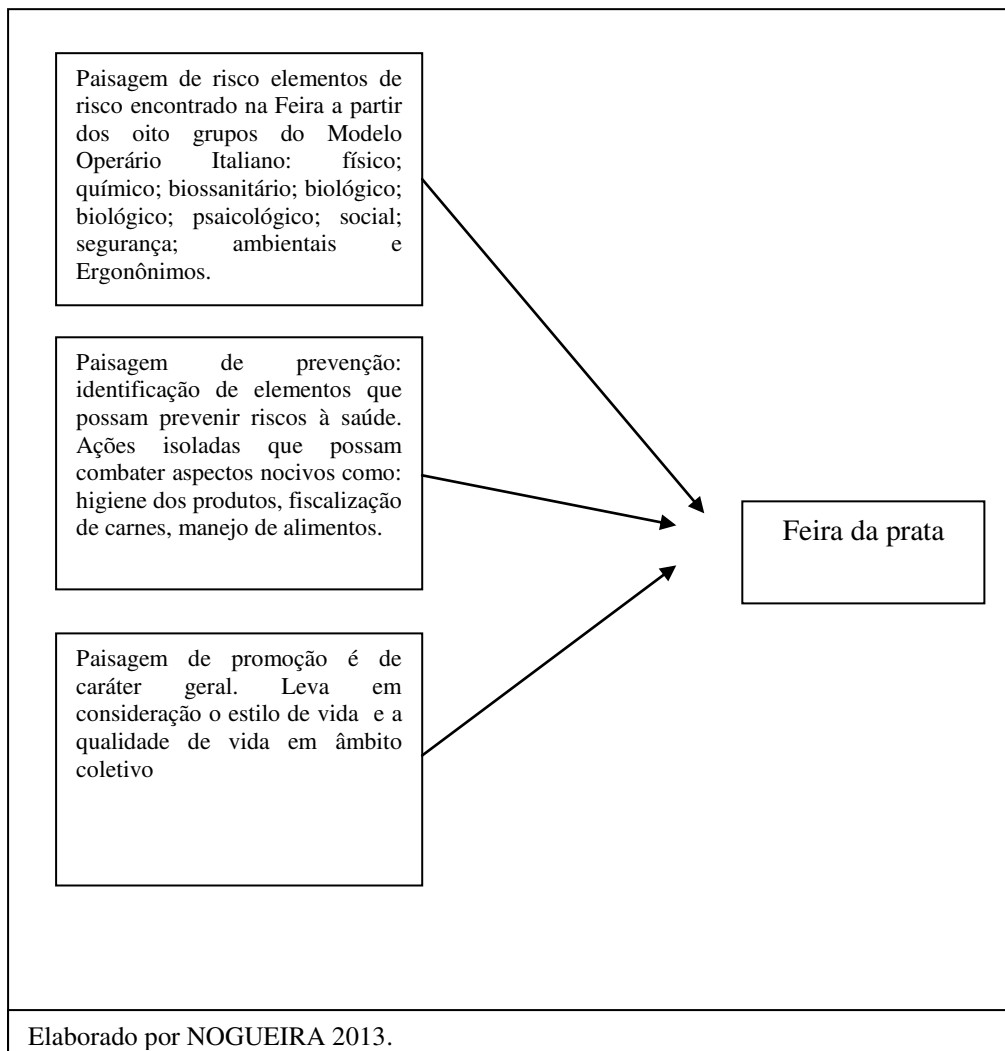 Paisagem de risco elementos de
risco encontrado na Feira a partir
dos oito grupos do Modelo
Operário Italiano: físico;
químico; biossanitário; biológico;
biológico; psaicológico; social;
segurança; ambientais e
Ergonônimos.
Paisagem de prevenção:
identificação de elementos que
possam prevenir riscos à saúde.
Ações isoladas que possam
combater aspectos nocivos como:
higiene dos produtos, fiscalização
de carnes, manejo de alimentos.
Feira da prata
Paisagem de promoção é de
caráter geral. Leva em
consideração o estilo de vida e a
qualidade de vida em âmbito
coletivo
Elaborado por NOGUEIRA 2013.